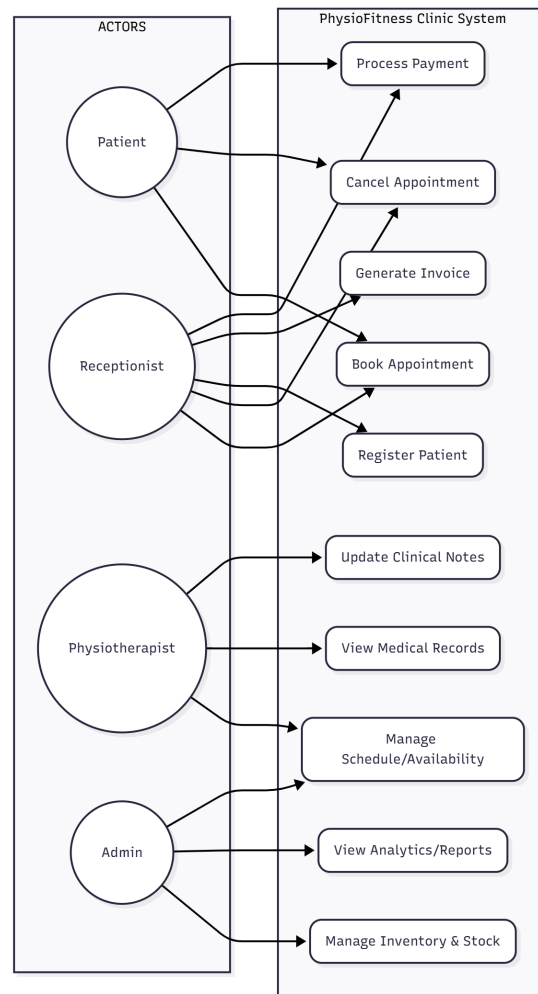 ACTORS
Patient
Receptionist
Physiotherapist
Admin
PhysioFitness Clinic System
Process Payment
Cancel Appointment
Generate Invoice
Book Appointment
Register Patient
Update Clinical Notes
View Medical Records
Manage
Schedule/Availability
View Analytics/Reports
Manage Inventory & Stock